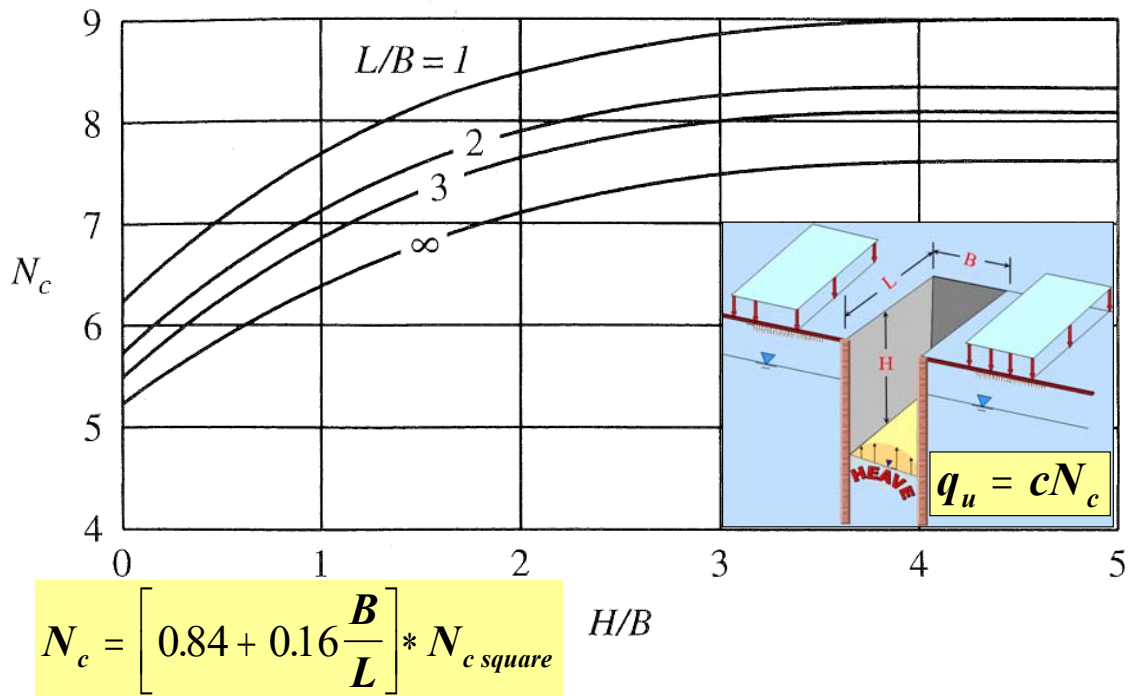 9
8
7
6
5
4
N_c
L/B = 1
2
3
∞
L
B
H
HEAVE
q_u = cN_c
0 1 2 3 4 5
H/B
N_c = [0.84 + 0.16 B/L] * N_c square